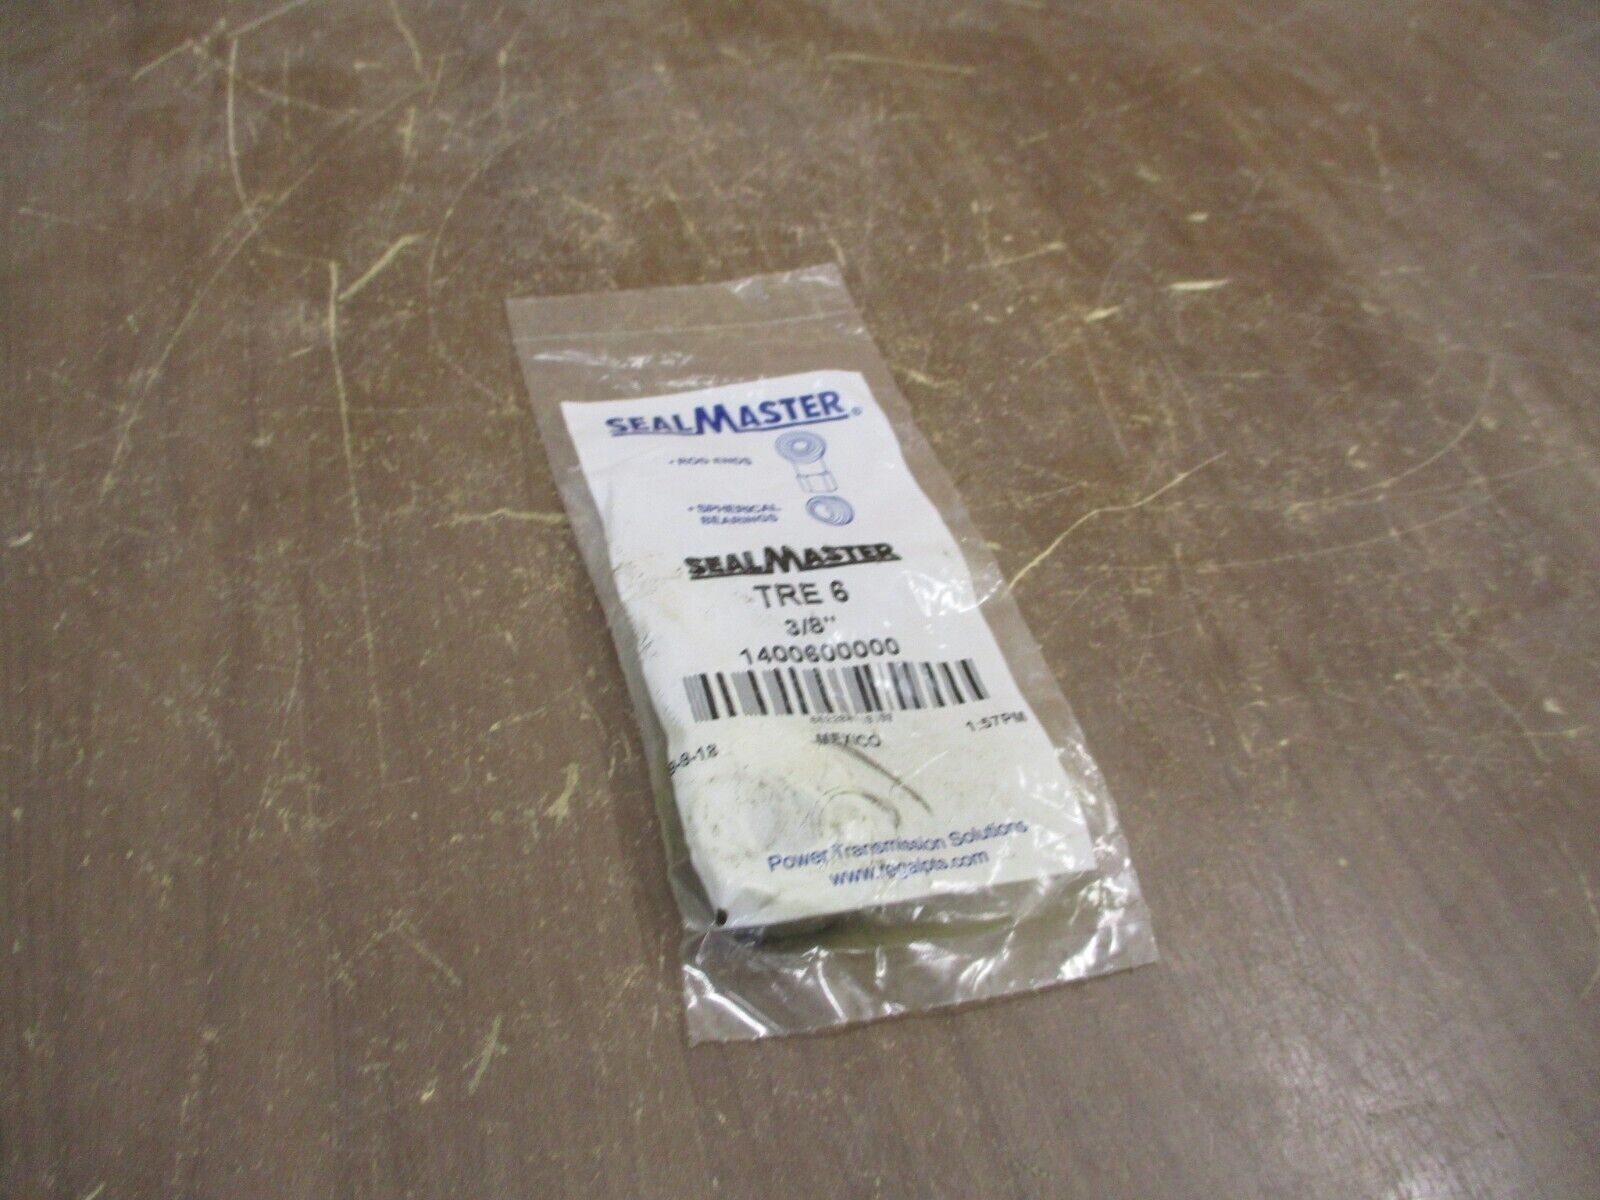 SEALMASTER®
• ROD ENDS
• SPHERICAL
BEARINGS
SEALMASTER
TRE 6
3/8"
1400600000
MEXICO
1:57PM
Power Transmission Solutions
www.regalpts.com